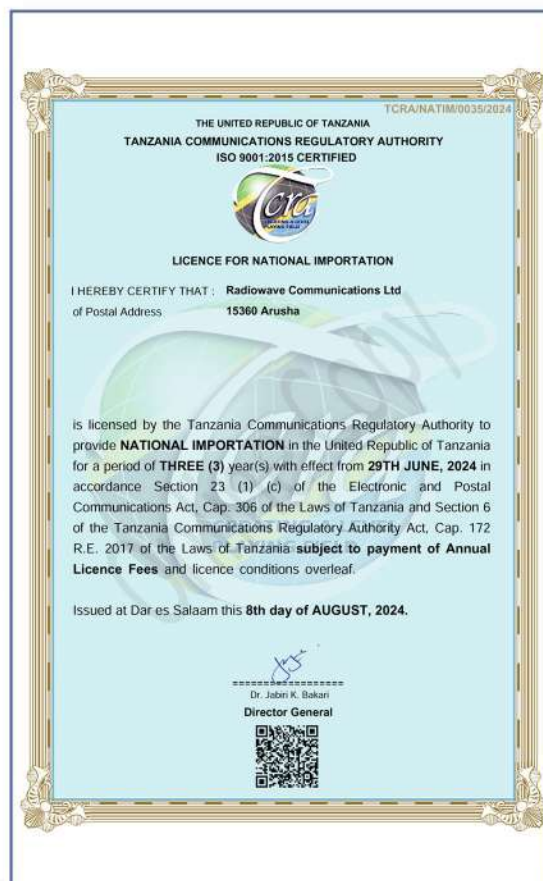 TCRA/NATIM/0035/2024
THE UNITED REPUBLIC OF TANZANIA
TANZANIA COMMUNICATIONS REGULATORY AUTHORITY
ISO 9001:2015 CERTIFIED
tcra
PLAYING FIELD
LICENCE FOR NATIONAL IMPORTATION
I HEREBY CERTIFY THAT : Radiowave Communications Ltd
of Postal Address 15360 Arusha
is licensed by the Tanzania Communications Regulatory Authority to
provide NATIONAL IMPORTATION in the United Republic of Tanzania
for a period of THREE (3) year(s) with effect from 29TH JUNE, 2024 in
accordance Section 23 (1) (c) of the Electronic and Postal
Communications Act, Cap. 306 of the Laws of Tanzania and Section 6
of the Tanzania Communications Regulatory Authority Act, Cap. 172
R.E. 2017 of the Laws of Tanzania subject to payment of Annual
Licence Fees and licence conditions overleaf.
Issued at Dar es Salaam this 8th day of AUGUST, 2024.
Dr. Jabiri K. Bakari
Director General